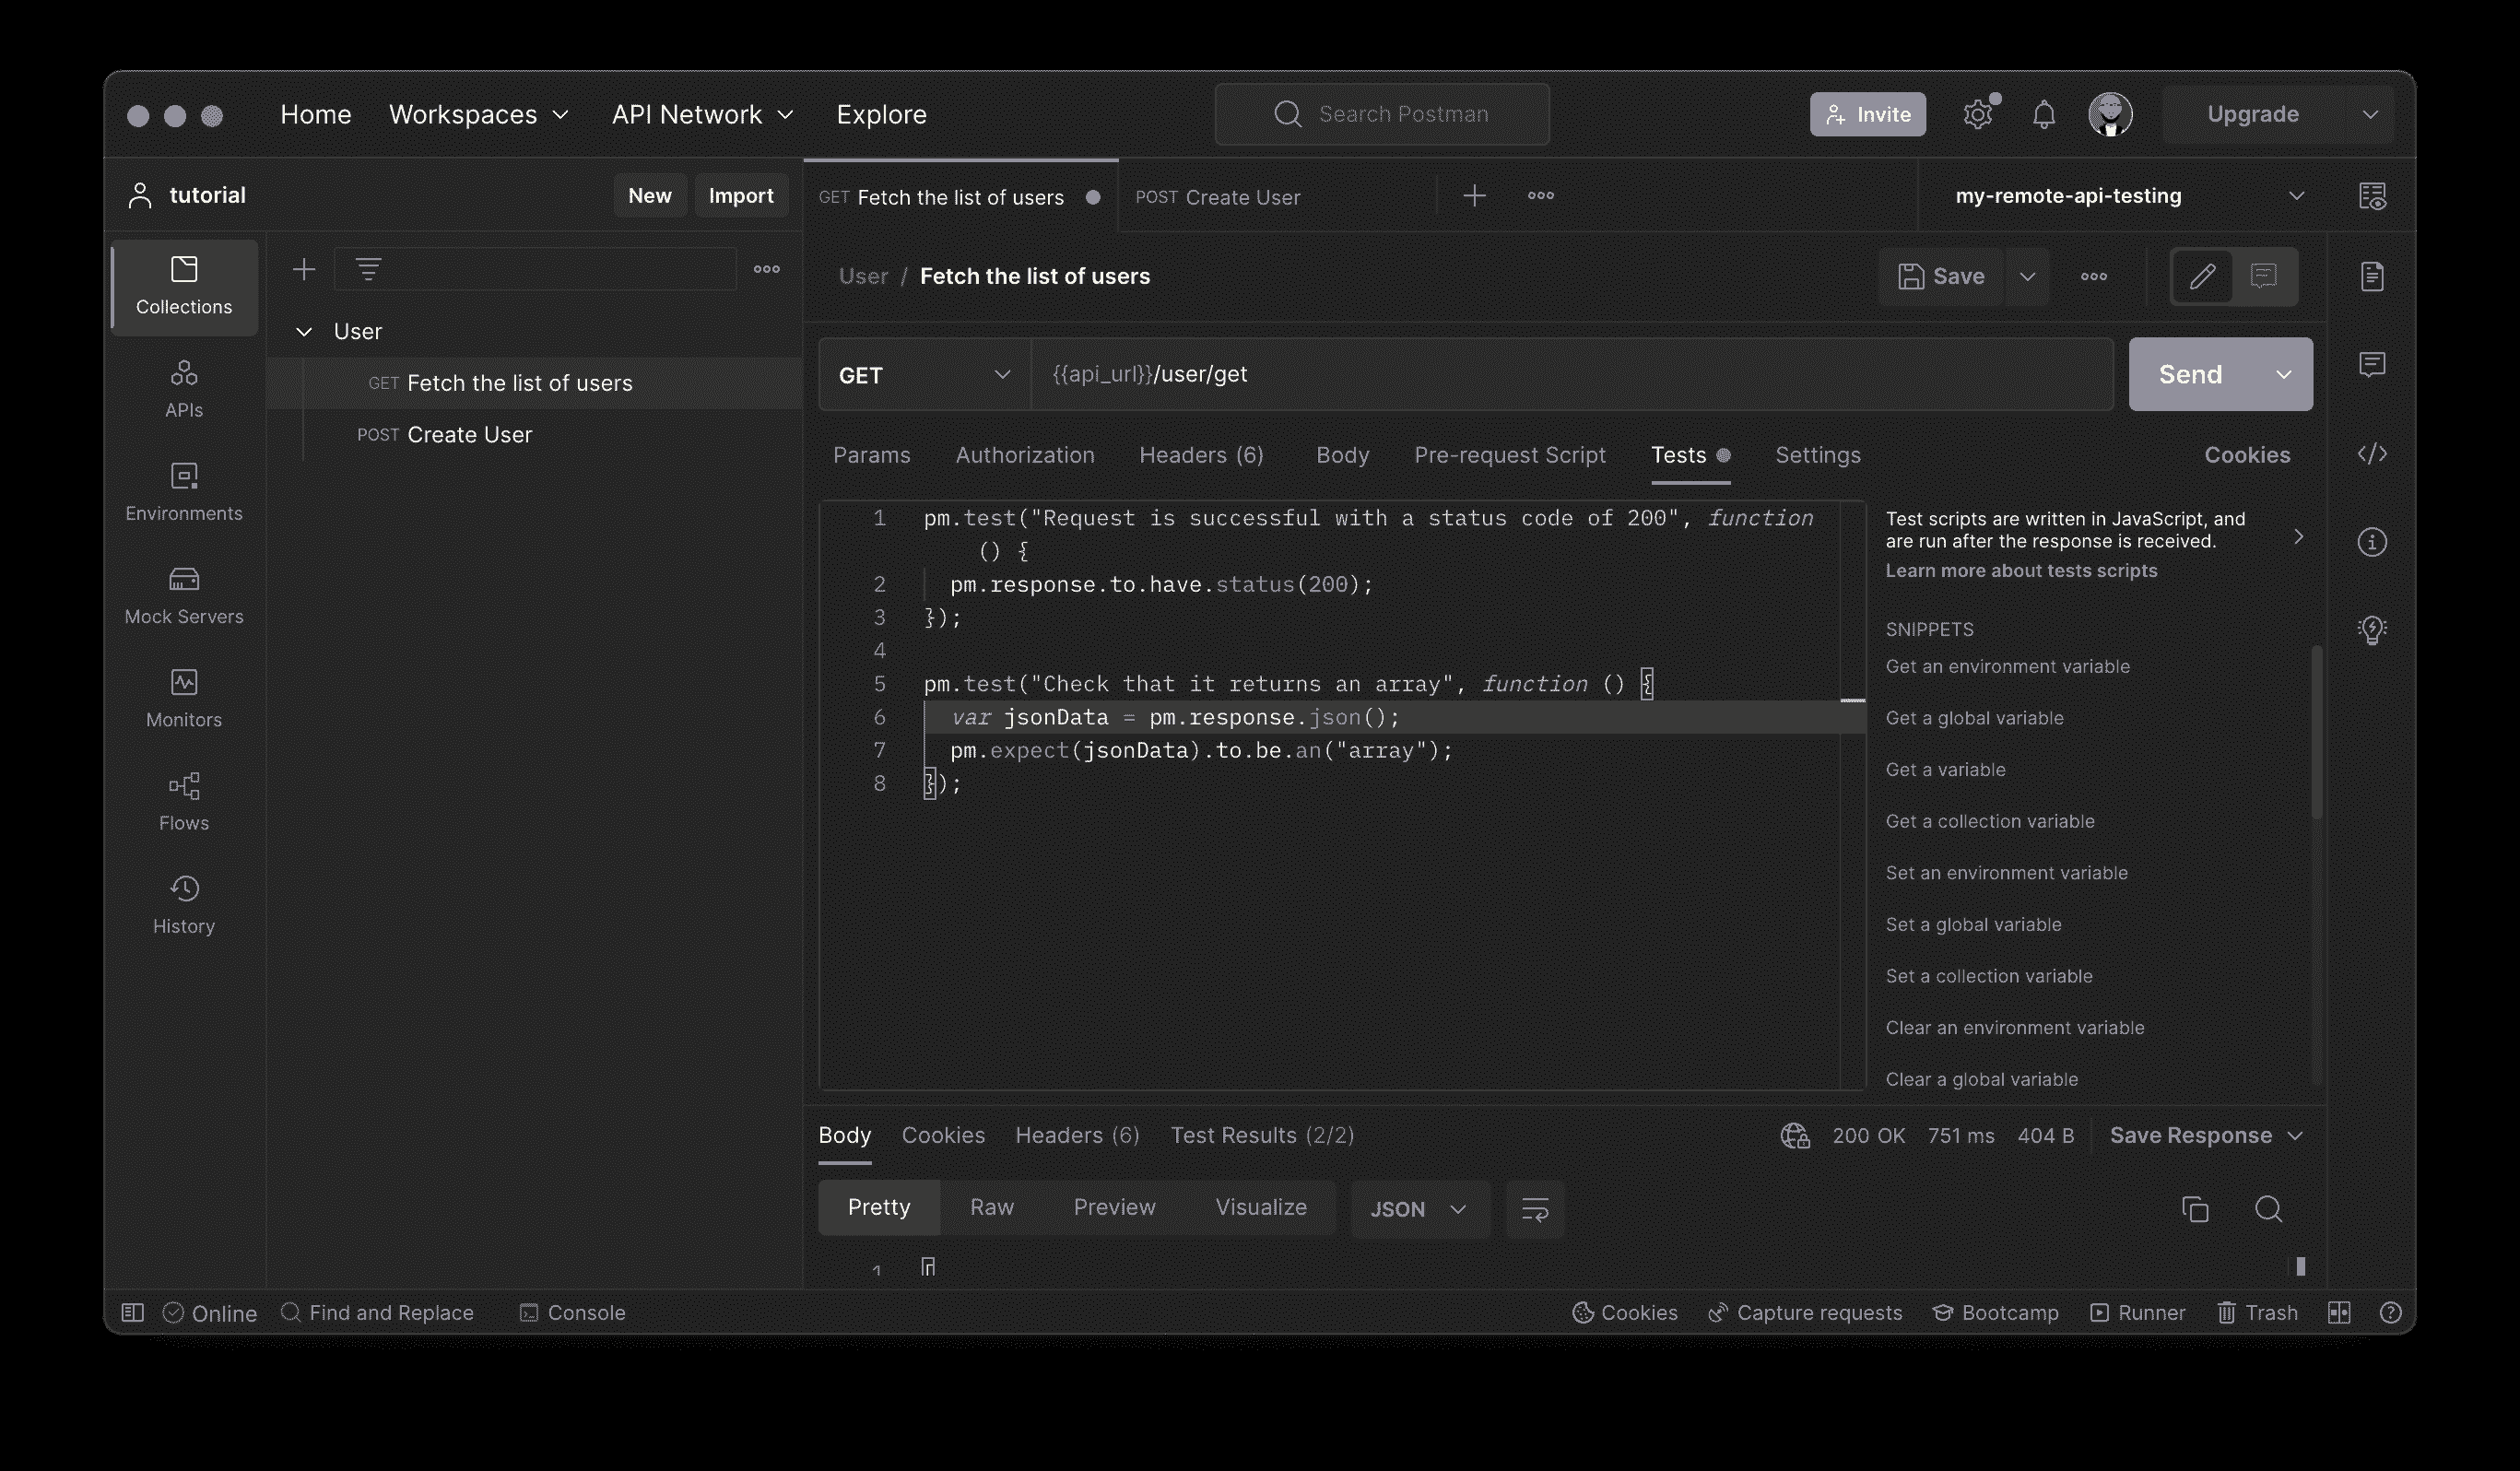 Home Workspaces API Network Explore Search Postman Invite Upgrade
tutorial New Import GET Fetch the list of users POST Create User my-remote-api-testing
Collections
APIs
Environments
Mock Servers
Monitors
Flows
History
User
GET Fetch the list of users
POST Create User
User / Fetch the list of users Save
GET {{api_url}}/user/get Send
Params Authorization Headers (6) Body Pre-request Script Tests Settings Cookies
1 pm.test("Request is successful with a status code of 200", function
() {
2 pm.response.to.have.status(200);
3 });
4
5 pm.test("Check that it returns an array", function () {
6 var jsonData = pm.response.json();
7 pm.expect(jsonData).to.be.an("array");
8 });
Test scripts are written in JavaScript, and
are run after the response is received.
Learn more about tests scripts
SNIPPETS
Get an environment variable
Get a global variable
Get a variable
Get a collection variable
Set an environment variable
Set a global variable
Set a collection variable
Clear an environment variable
Clear a global variable
Body Cookies Headers (6) Test Results (2/2) 200 OK 751 ms 404 B Save Response
Pretty Raw Preview Visualize JSON
1 [
Online Find and Replace Console Cookies Capture requests Bootcamp Runner Trash